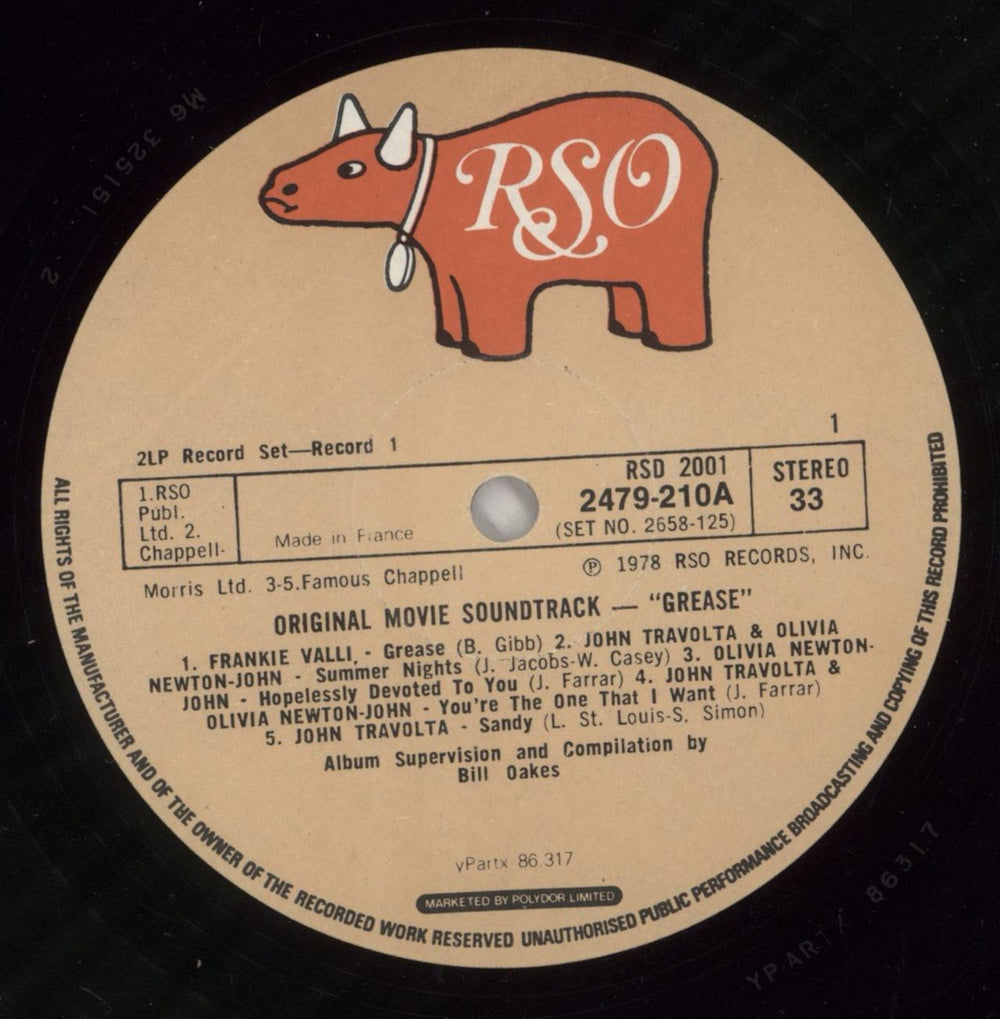 RSO
2LP Record Set—Record 1
1
1.RSO
Publ.
Ltd. 2.
Chappell-
Morris Ltd. 3-5.Famous Chappell
Made in France
RSD 2001
2479-210A
(SET NO. 2658-125)
STEREO
33
℗ 1978 RSO RECORDS, INC.
ORIGINAL MOVIE SOUNDTRACK — “GREASE”
1. FRANKIE VALLI, - Grease (B. Gibb) 2. JOHN TRAVOLTA & OLIVIA
NEWTON-JOHN - Summer Nights (J. Jacobs-W. Casey) 3. OLIVIA NEWTON-
JOHN - Hopelessly Devoted To You (J. Farrar) 4. JOHN TRAVOLTA &
OLIVIA NEWTON-JOHN - You're The One That I Want (J. Farrar)
5. JOHN TRAVOLTA - Sandy (L. St. Louis-S. Simon)
Album Supervision and Compilation by
Bill Oakes
yPartx 86.317
MARKETED BY POLYDOR LIMITED
ALL RIGHTS OF THE MANUFACTURER AND OF THE OWNER OF THE RECORDED WORK RESERVED UNAUTHORISED PUBLIC PERFORMANCE BROADCASTING AND COPYING OF THIS RECORD PROHIBITED
M6 325151 2
YPARTX 86317